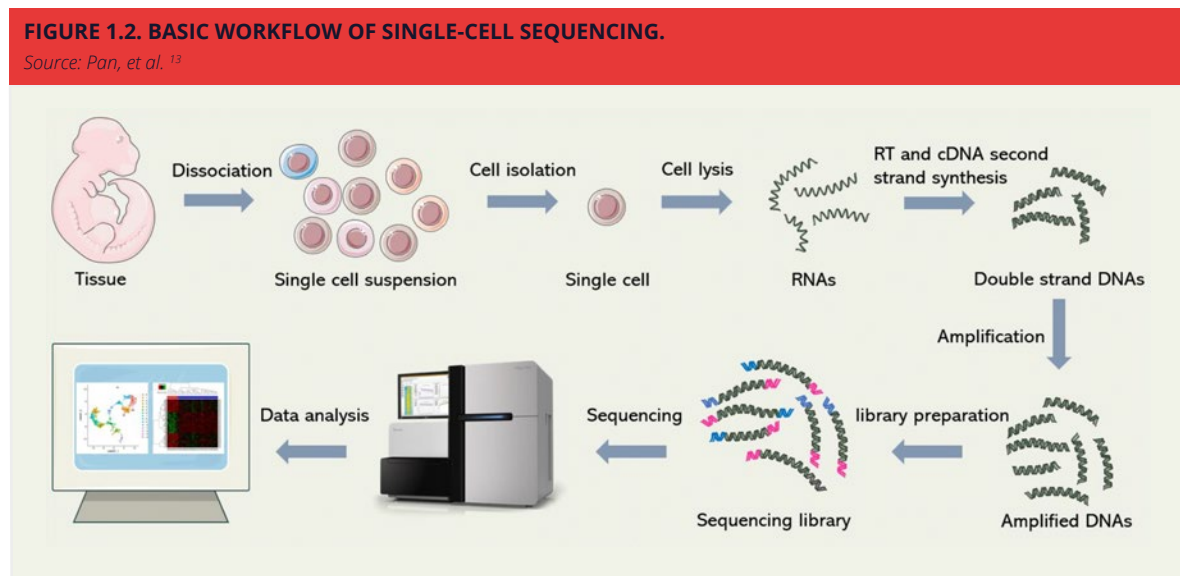 FIGURE 1.2. BASIC WORKFLOW OF SINGLE-CELL SEQUENCING.
Source: Pan, et al. 13
Dissociation
Cell isolation
Cell lysis
RT and cDNA second
strand synthesis
Tissue
Single cell suspension
Single cell
RNAs
Double strand DNAs
Amplification
Data analysis
Sequencing
library preparation
Sequencing library
Amplified DNAs